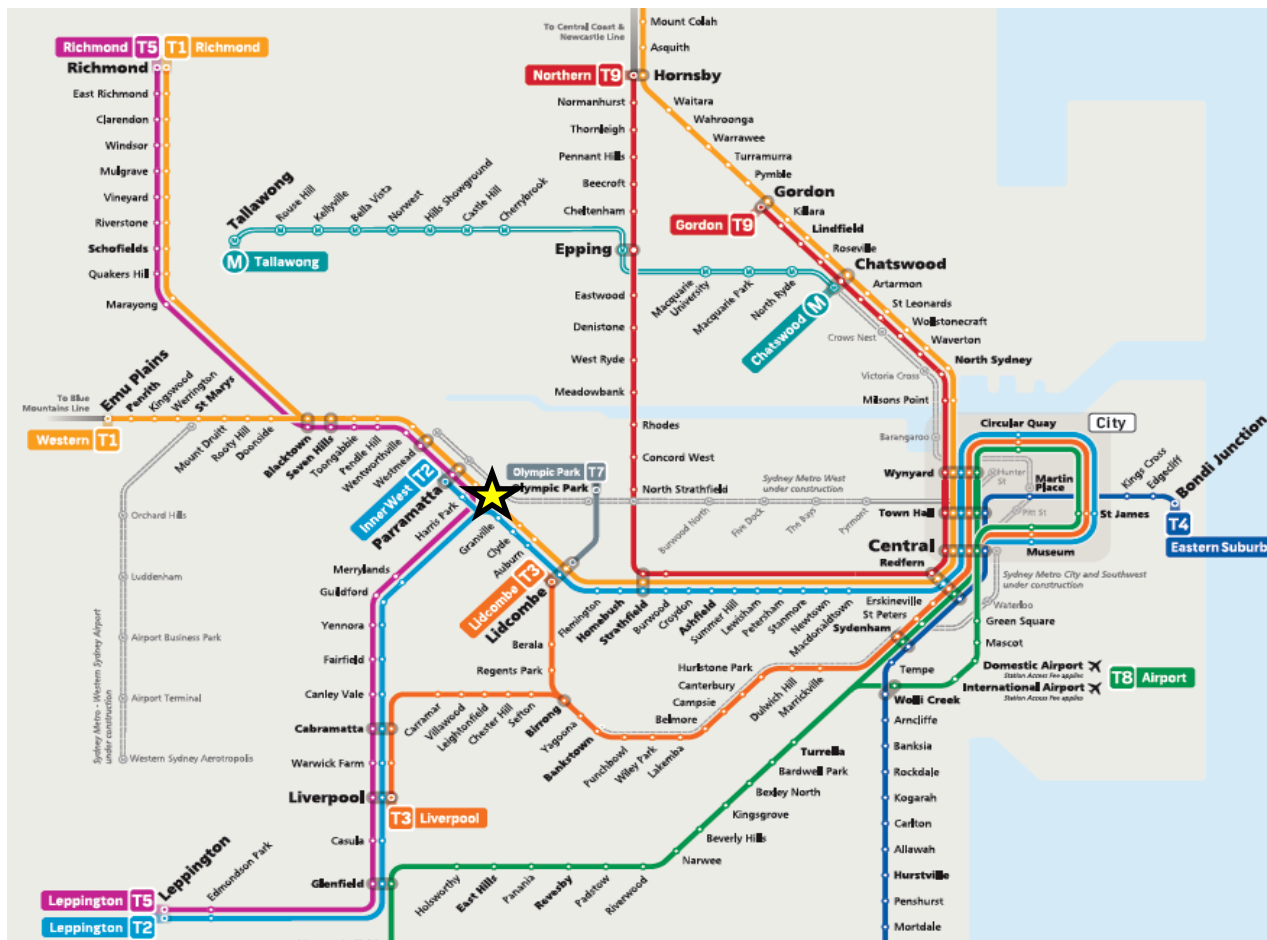 To Central Coast &
Newcastle Line
Mount Colah
Asquith
Richmond T5
T1 Richmond
Richmond
East Richmond
Clarendon
Windsor
Mulgrave
Vineyard
Riverstone
Schofields
Quakers Hill
Marayong
Northern T9
Hornsby
Normanhurst
Thornleigh
Pennant Hills
Beecroft
Cheltenham
Epping
Eastwood
Denistone
West Ryde
Meadowbank
Rhodes
Concord West
North Strathfield
Waitara
Wahroonga
Warrawee
Turramurra
Pymble
Gordon
Gordon T9
Killara
Lindfield
Roseville
Chatswood
Artarmon
St Leonards
Wollstonecraft
Waverton
North Sydney
Milsons Point
Tallawong
M Tallawong
Rouse Hill
Kellyville
Bella Vista
Norwest
Hills Showground
Castle Hill
Cherrybrook
Macquarie
University
Macquarie Park
North Ryde
Chatswood M
Crows Nest
Victoria Cross
Barangaroo
To Blue
Mountains Line
Western T1
Emu Plains
Penrith
Kingswood
Werrington
St Marys
Mount Druitt
Rooty Hill
Doonside
Blacktown
Seven Hills
Toongabbie
Pendle Hill
Wentworthville
Westmead
Inner West T2
Parramatta
Harris Park
Granville
Clyde
Auburn
Lidcombe T3
Lidcombe
Olympic Park T7
Olympic Park
Sydney Metro West
under construction
Burwood North
Five Dock
The Bays
Pyrmont
Circular Quay
City
Wynyard
Hunter
St
Martin
Place
Town Hall
Pitt St
St James
Central
Museum
Redfern
Kings Cross
Edgecliff
Bondi Junction
T4
Eastern Suburb
Sydney Metro City and Southwest
under construction
Orchard Hills
Luddenham
Airport Business Park
Airport Terminal
Western Sydney Aerotropolis
Sydney Metro - Western Sydney Airport
under construction
Merrylands
Guildford
Yennora
Fairfield
Canley Vale
Cabramatta
Warwick Farm
Liverpool
Casula
Glenfield
T3 Liverpool
Flemington
Homebush
Strathfield
Burwood
Croydon
Ashfield
Summer Hill
Lewisham
Petersham
Stanmore
Newtown
Macdonaldtown
Erskineville
St Peters
Sydenham
Waterloo
Green Square
Mascot
Domestic Airport
Station Access Fee applies
International Airport
Station Access Fee applies
T8 Airport
Berala
Regents Park
Birrong
Carramar
Villawood
Leightonfield
Chester Hill
Sefton
Yagoona
Bankstown
Punchbowl
Wiley Park
Lakemba
Belmore
Campsie
Canterbury
Hurlstone Park
Dulwich Hill
Marrickville
Tempe
Wolli Creek
Arncliffe
Banksia
Rockdale
Kogarah
Carlton
Allawah
Hurstville
Penshurst
Mortdale
Turrella
Bardwell Park
Bexley North
Kingsgrove
Beverly Hills
Narwee
Riverwood
Padstow
Revesby
Panania
East Hills
Holsworthy
Leppington
Edmondson Park
Leppington T5
Leppington T2